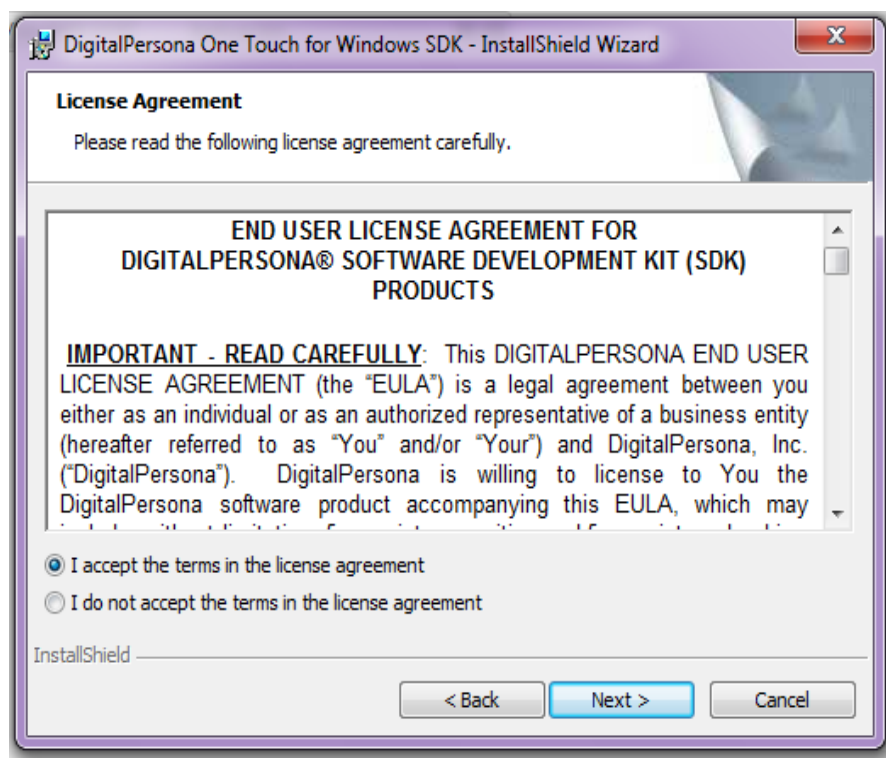 DigitalPersona One Touch for Windows SDK - InstallShield Wizard
License Agreement
Please read the following license agreement carefully.
END USER LICENSE AGREEMENT FOR
DIGITALPERSONA® SOFTWARE DEVELOPMENT KIT (SDK)
PRODUCTS
IMPORTANT - READ CAREFULLY: This DIGITALPERSONA END USER
LICENSE AGREEMENT (the “EULA”) is a legal agreement between you
either as an individual or as an authorized representative of a business entity
(hereafter referred to as “You” and/or “Your”) and DigitalPersona, Inc.
(“DigitalPersona”). DigitalPersona is willing to license to You the
DigitalPersona software product accompanying this EULA, which may
I accept the terms in the license agreement
I do not accept the terms in the license agreement
InstallShield
< Back
Next >
Cancel